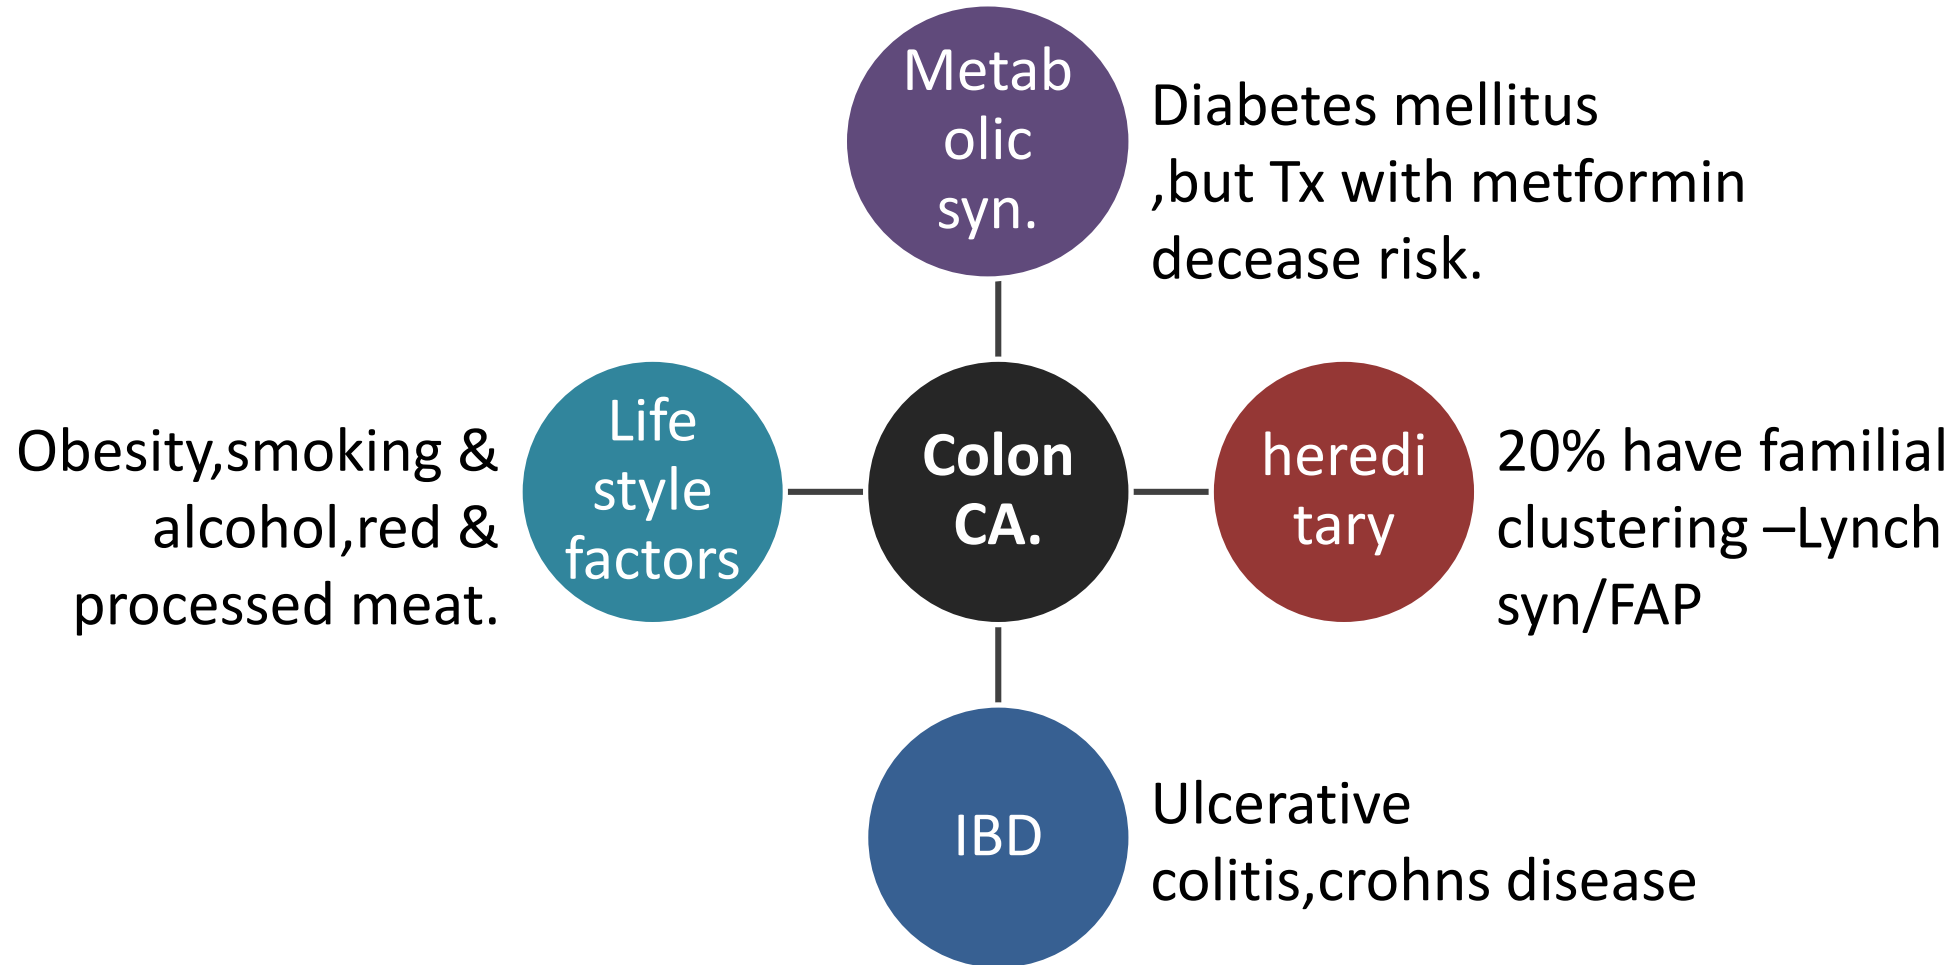 Metab
olic
syn.
Diabetes mellitus
,but Tx with metformin
decease risk.
Obesity,smoking &
alcohol,red &
processed meat.
Life
style
factors
Colon
CA.
heredi
tary
20% have familial
clustering –Lynch
syn/FAP
IBD
Ulcerative
colitis,crohns disease